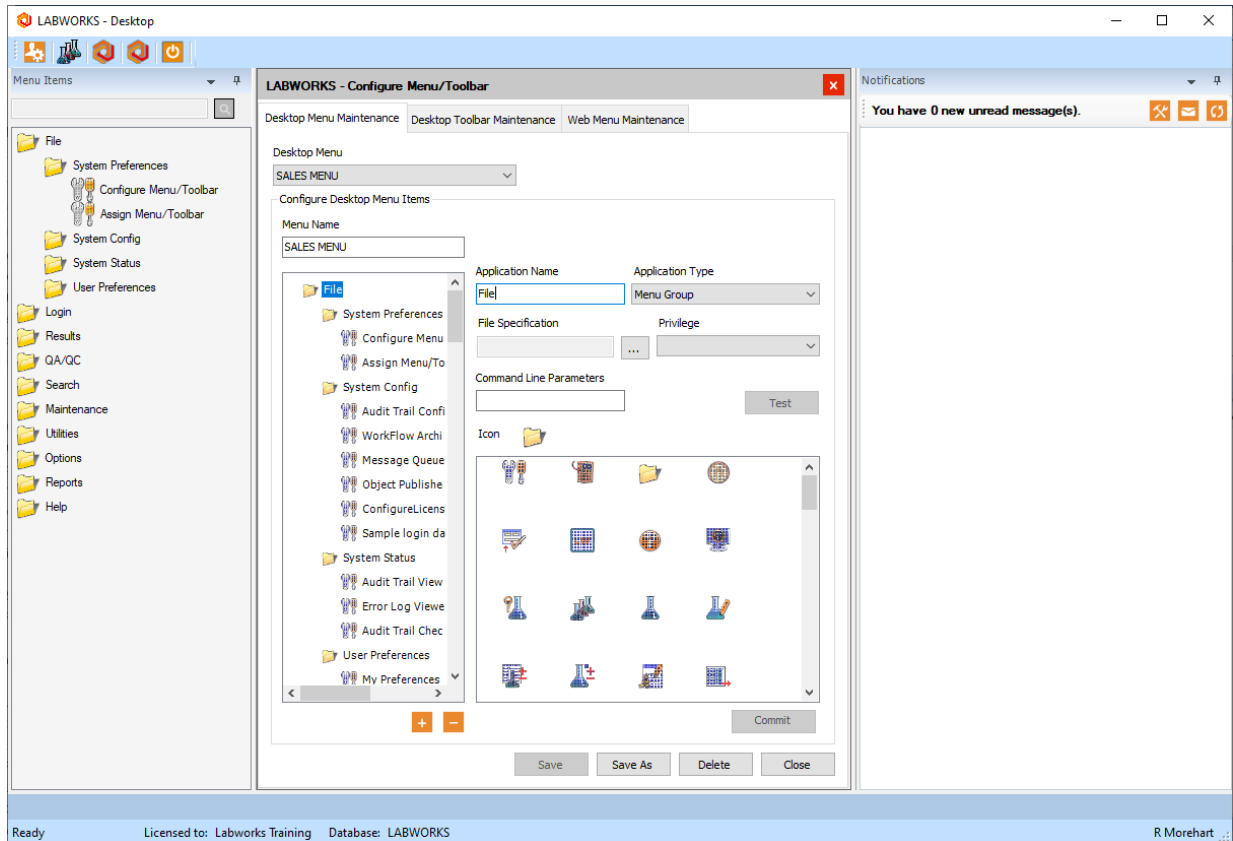 LABWORKS - Desktop
Menu Items
File
System Preferences
Configure Menu/Toolbar
Assign Menu/Toolbar
System Config
System Status
User Preferences
Login
Results
QA/QC
Search
Maintenance
Utilities
Options
Reports
Help
LABWORKS - Configure Menu/Toolbar
Desktop Menu Maintenance Desktop Toolbar Maintenance Web Menu Maintenance
Desktop Menu
SALES MENU
Configure Desktop Menu Items
Menu Name
SALES MENU
File
System Preferences
Configure Menu
Assign Menu/To
System Config
Audit Trail Confi
WorkFlow Archi
Message Queue
Object Publishe
ConfigureLicens
Sample login da
System Status
Audit Trail View
Error Log Viewe
Audit Trail Chec
User Preferences
My Preferences
Application Name Application Type
File Menu Group
File Specification Privilege
...
Command Line Parameters
Test
Icon
Commit
Save Save As Delete Close
Notifications
You have 0 new unread message(s).
Ready Licensed to: Labworks Training Database: LABWORKS R Morehart